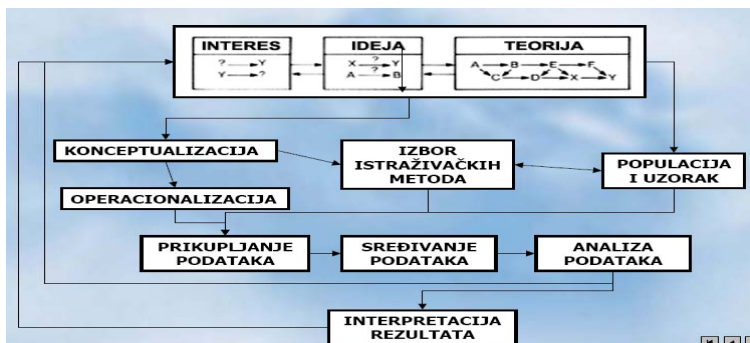 INTERES
? Y
Y ?
IDEJA
X ? Y
A ? B
TEORIJA
A B E F
C D X Y
KONCEPTUALIZACIJA
IZBOR
ISTRAŽIVAČKIH
METODA
POPULACIJA
I UZORAK
OPERACIONALIZACIJA
PRIKUPLJANJE
PODATAKA
SREĐIVANJE
PODATAKA
ANALIZA
PODATAKA
INTERPRETACIJA
REZULTATA